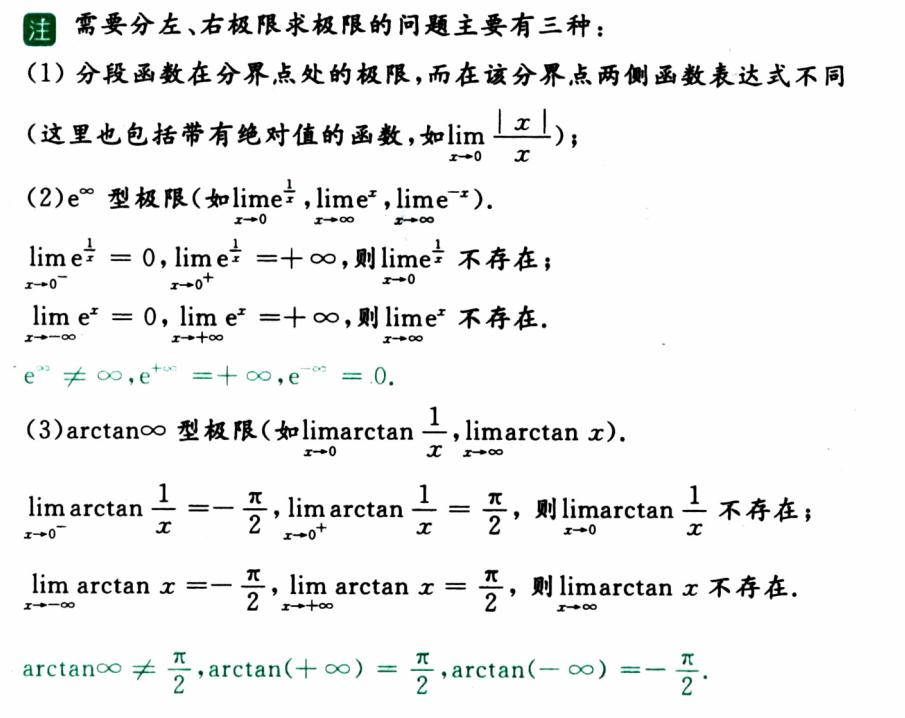 注 需要分左、右极限求极限的问题主要有三种：
(1) 分段函数在分界点处的极限,而在该分界点两侧函数表达式不同
(这里也包括带有绝对值的函数,如$\lim_{x \to 0} \frac{|x|}{x}$)；
(2)$e^{\infty}$ 型极限(如$\lim_{x \to 0} e^{\frac{1}{x}}$,$\lim_{x \to \infty} e^{x}$,$\lim_{x \to \infty} e^{-x}$).
$\lim_{x \to 0^-} e^{\frac{1}{x}} = 0$,$\lim_{x \to 0^+} e^{\frac{1}{x}} = +\infty$,则$\lim_{x \to 0} e^{\frac{1}{x}}$ 不存在；
$\lim_{x \to -\infty} e^{x} = 0$,$\lim_{x \to +\infty} e^{x} = +\infty$,则$\lim_{x \to \infty} e^{x}$ 不存在.
$e^{\infty} \neq \infty$,$e^{+\infty} = +\infty$,$e^{-\infty} = 0$.
(3)$\arctan\infty$ 型极限(如$\lim_{x \to 0} \arctan \frac{1}{x}$,$\lim_{x \to \infty} \arctan x$).
$\lim_{x \to 0^-} \arctan \frac{1}{x} = -\frac{\pi}{2}$,$\lim_{x \to 0^+} \arctan \frac{1}{x} = \frac{\pi}{2}$, 则$\lim_{x \to 0} \arctan \frac{1}{x}$ 不存在；
$\lim_{x \to -\infty} \arctan x = -\frac{\pi}{2}$,$\lim_{x \to +\infty} \arctan x = \frac{\pi}{2}$, 则$\lim_{x \to \infty} \arctan x$ 不存在.
$\arctan\infty \neq \frac{\pi}{2}$,$\arctan(+\infty) = \frac{\pi}{2}$,$\arctan(-\infty) = -\frac{\pi}{2}$.